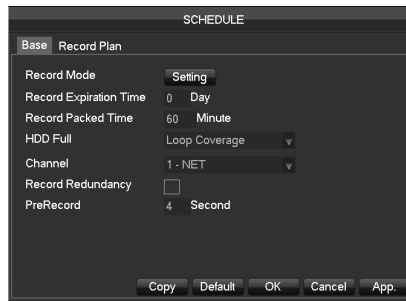 SCHEDULE
Base Record Plan
Record Mode Setting
Record Expiration Time 0 Day
Record Packed Time 60 Minute
HDD Full Loop Coverage
Channel 1 - NET
Record Redundancy
PreRecord 4 Second
Copy Default OK Cancel App.